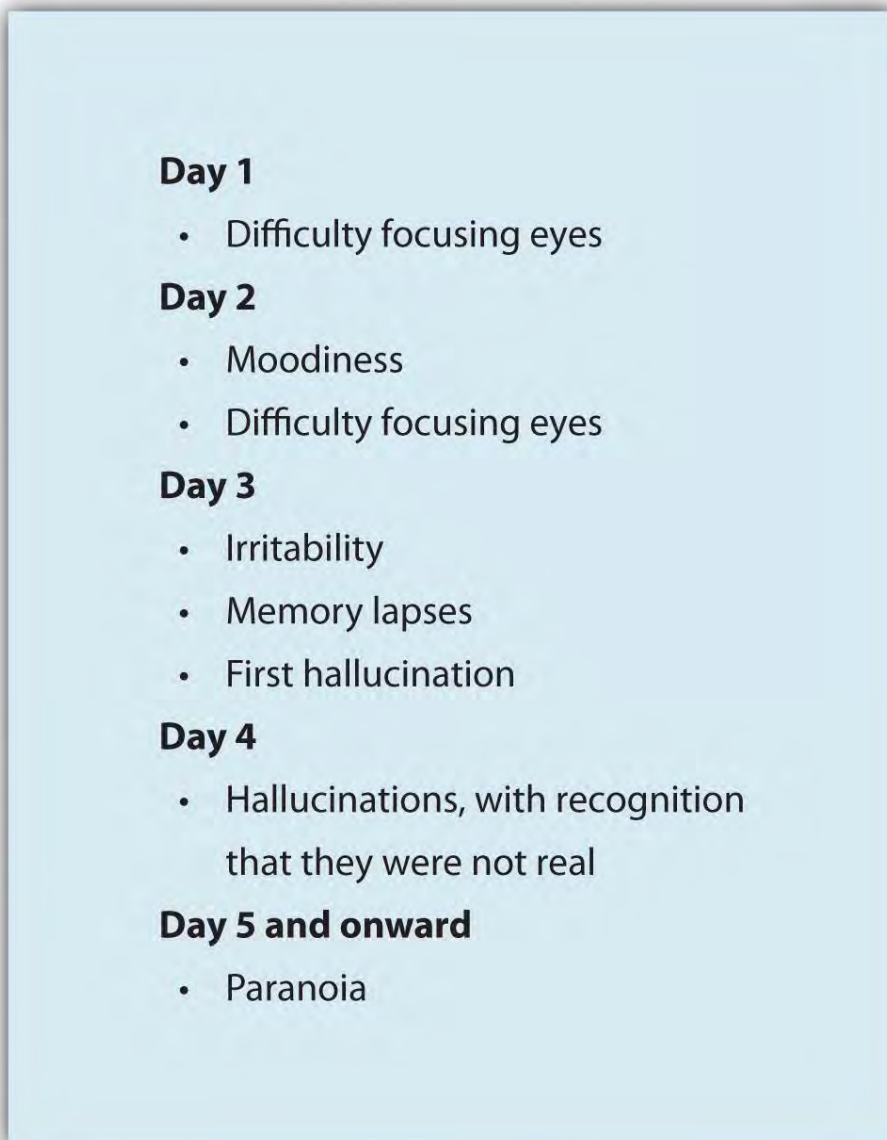 Day 1
• Difficulty focusing eyes
Day 2
• Moodiness
• Difficulty focusing eyes
Day 3
• Irritability
• Memory lapses
• First hallucination
Day 4
• Hallucinations, with recognition
that they were not real
Day 5 and onward
• Paranoia